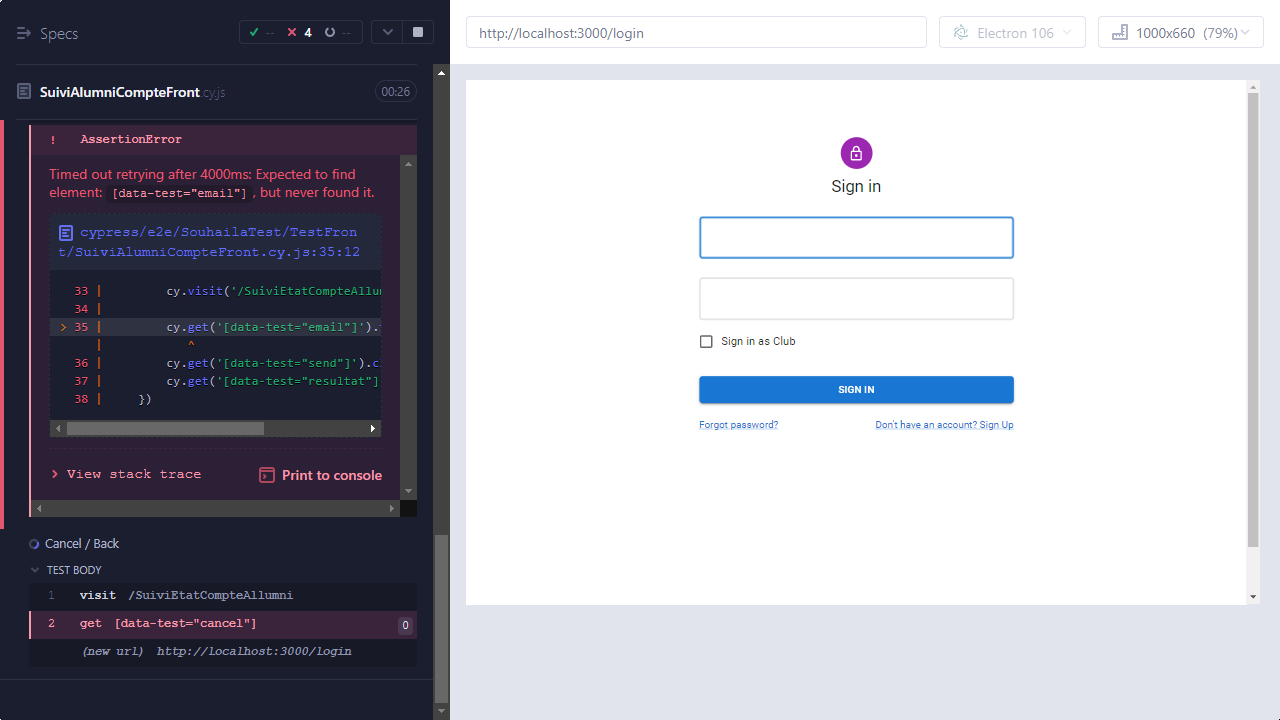 Specs
-- 4 --
SuiviAlumniCompteFront.cy.js 00:26
! AssertionError
Timed out retrying after 4000ms: Expected to find
element: [data-test="email"] , but never found it.
cypress/e2e/SouhailaTest/TestFron
t/SuiviAlumniCompteFront.cy.js:35:12
33 | cy.visit('/SuiviEtatCompteAllum
34 |
> 35 | cy.get('[data-test="email"]').
| ^
36 | cy.get('[data-test="send"]').c
37 | cy.get('[data-test="resultat"]
38 | })
> View stack trace Print to console
Cancel / Back
TEST BODY
1 visit /SuiviEtatCompteAllumni
2 get [data-test="cancel"] 0
(new url) http://localhost:3000/login
http://localhost:3000/login Electron 106 1000x660 (79%)
Sign in
Sign in as Club
SIGN IN
Forgot password? Don't have an account? Sign Up